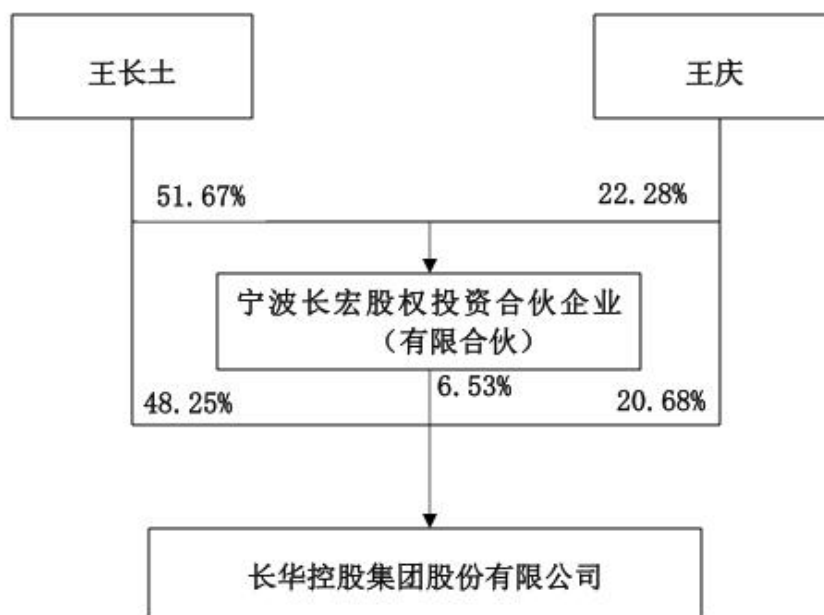 王长土
王庆
51.67%
22.28%
宁波长宏股权投资合伙企业
（有限合伙）
6.53%
48.25%
20.68%
长华控股集团股份有限公司